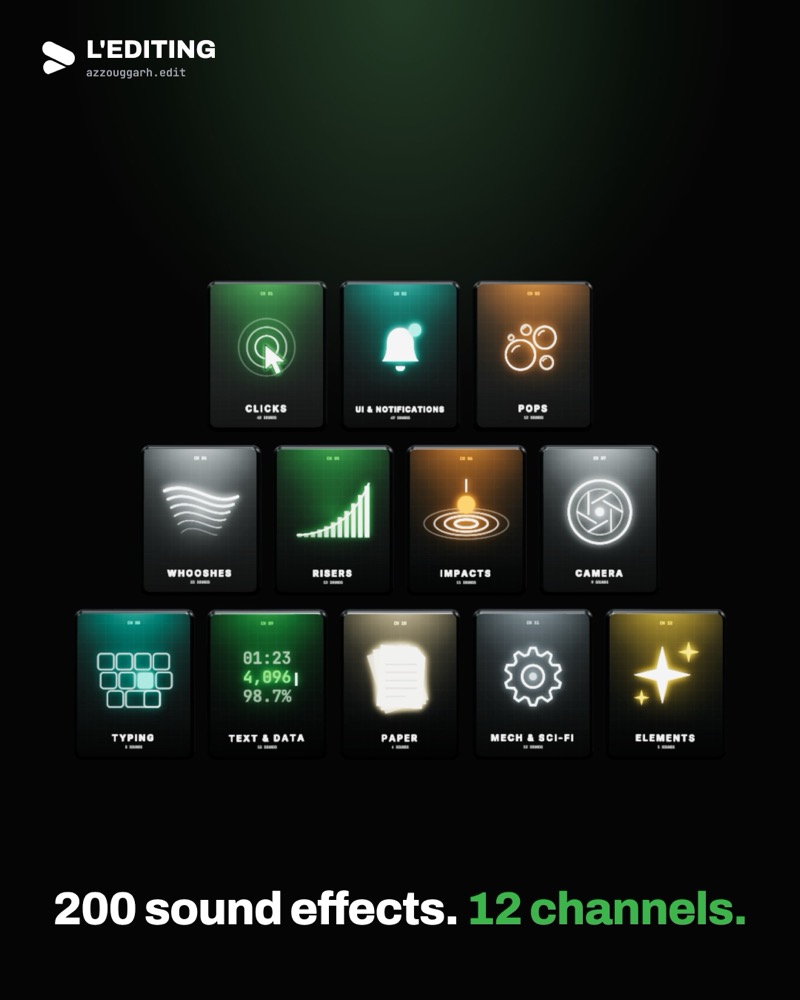 L'EDITING
azzouggarh.edit
CLICKS
UI & NOTIFICATIONS
POPS
WHOOSHES
RISERS
IMPACTS
CAMERA
01:23
4,096
98.7%
TYPING
TEXT & DATA
PAPER
MECH & SCI-FI
ELEMENTS
200 sound effects. 12 channels.